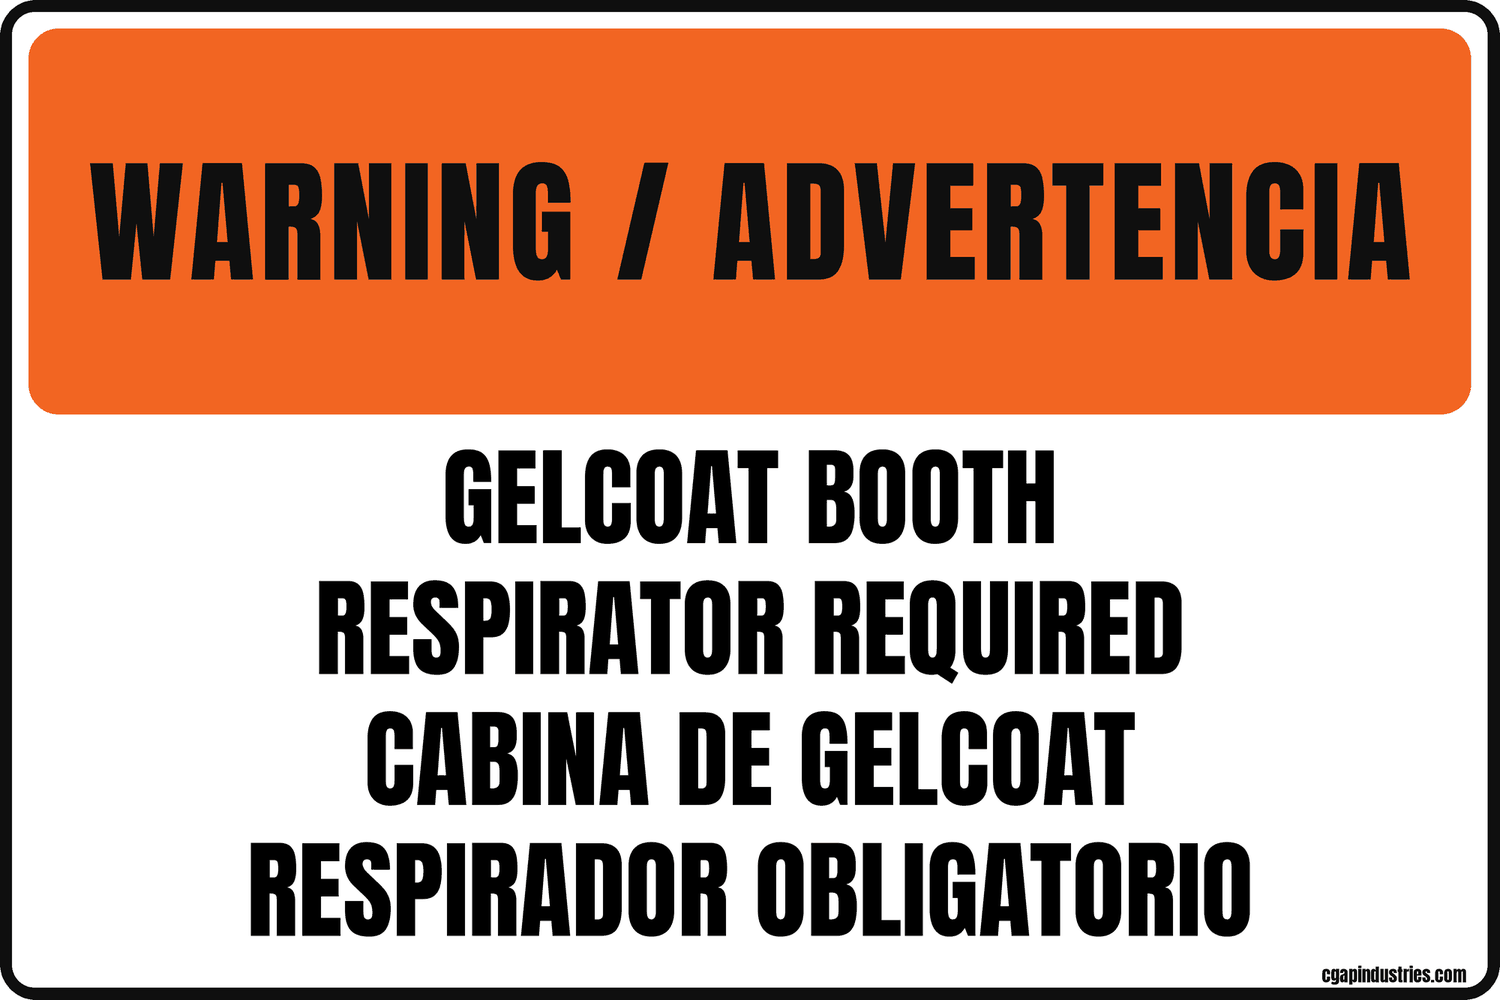 WARNING / ADVERTENCIA
GELCOAT BOOTH
RESPIRATOR REQUIRED
CABINA DE GELCOAT
RESPIRADOR OBLIGATORIO
cgapindustries.com